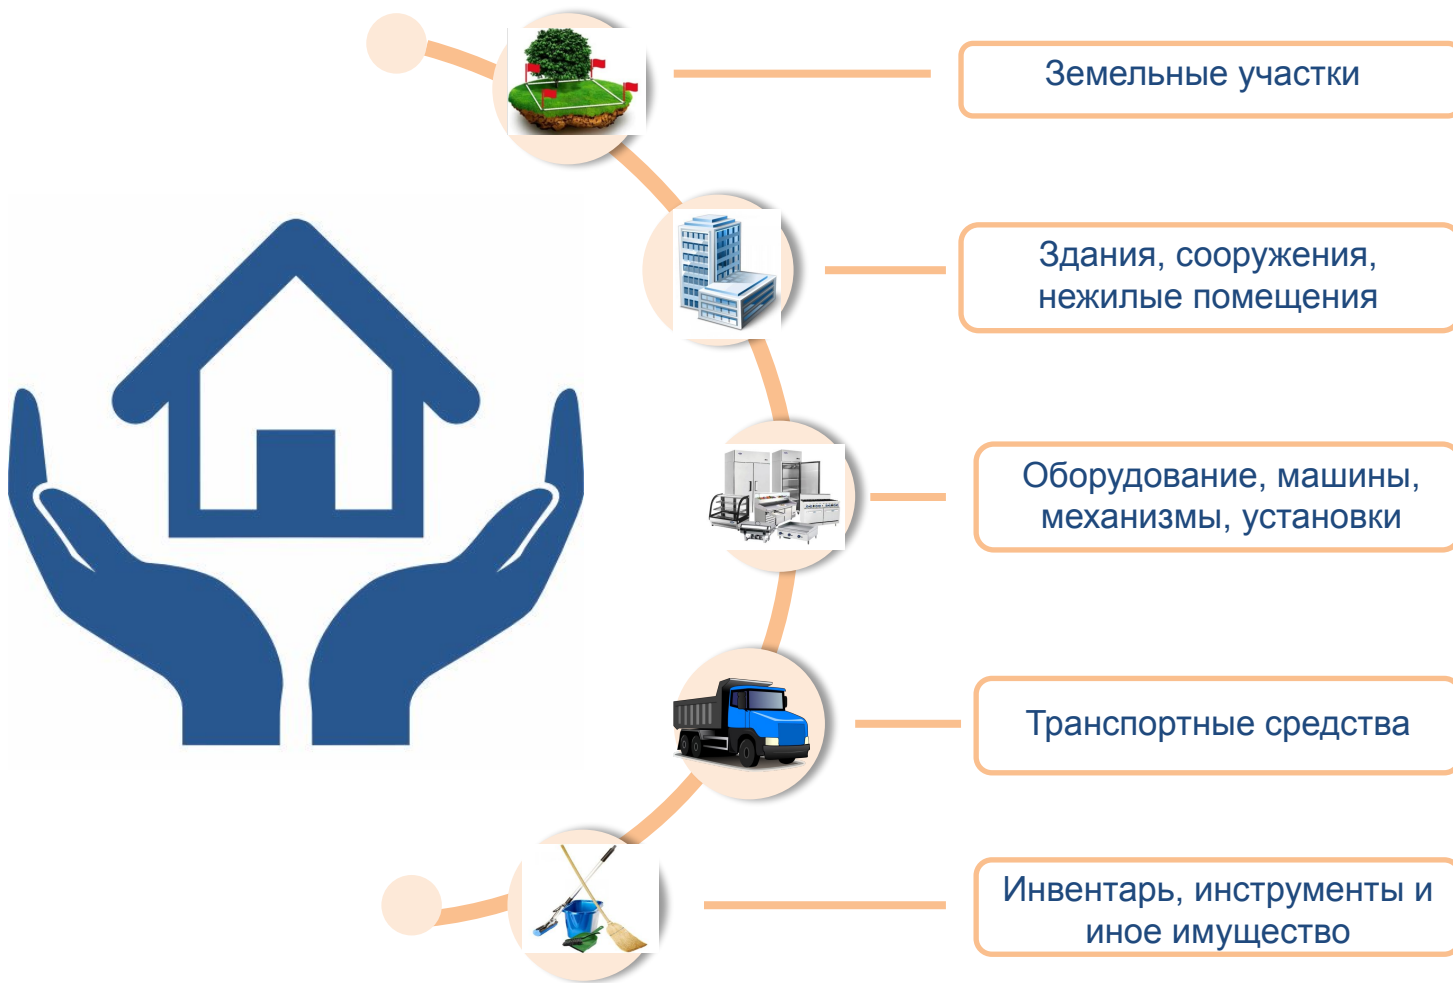 Земельные участки
Здания, сооружения,
нежилые помещения
Оборудование, машины,
механизмы, установки
Транспортные средства
Инвентарь, инструменты и
иное имущество